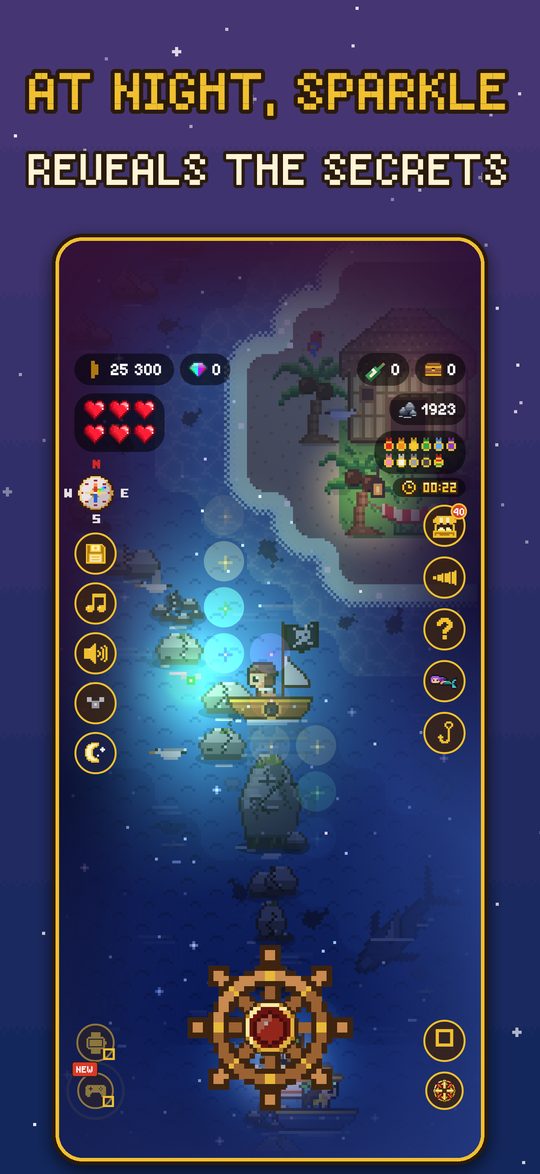 AT NIGHT, SPARKLE
REVEALS THE SECRETS
25 300
0
0
0
1923
N
W
E
S
00:22
40
?
NEW